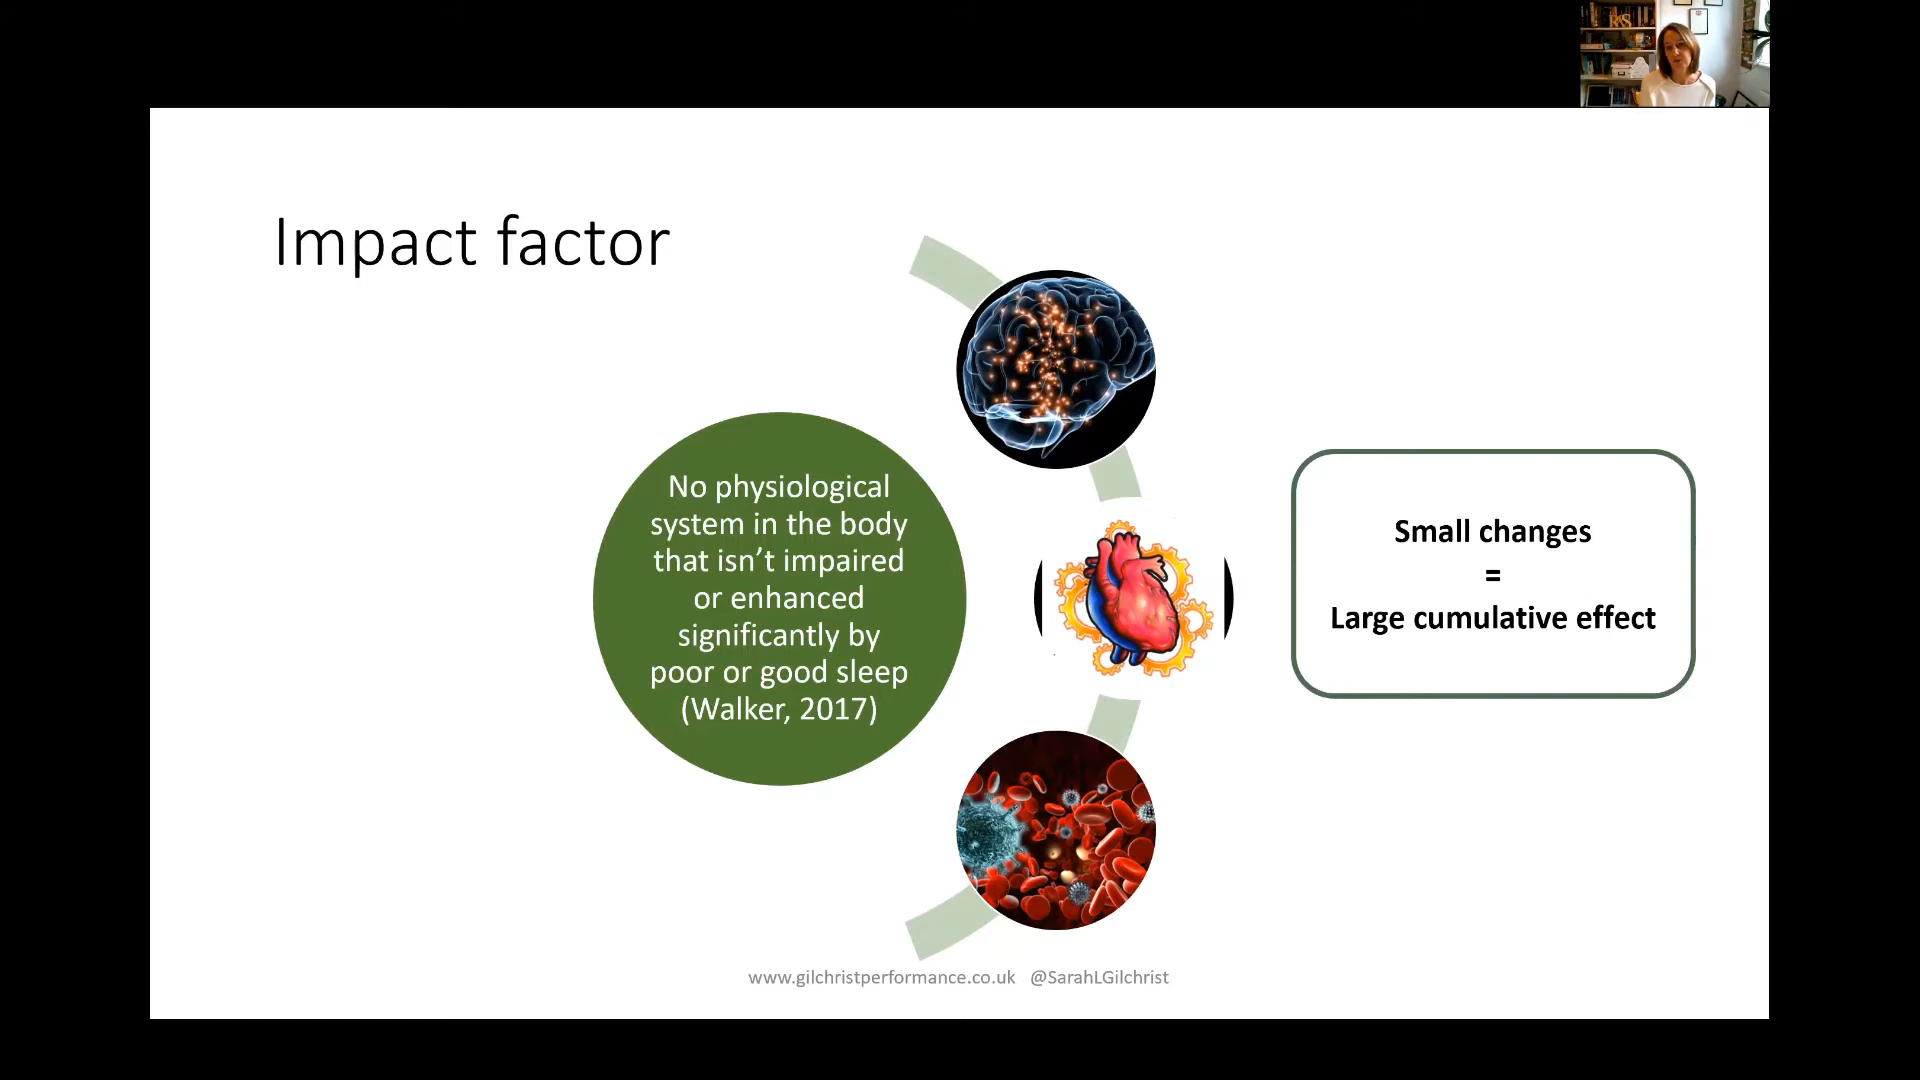 Impact factor
No physiological
system in the body
that isn’t impaired
or enhanced
significantly by
poor or good sleep
(Walker, 2017)
Small changes
=
Large cumulative effect
www.gilchristperformance.co.uk @SarahLGilchrist